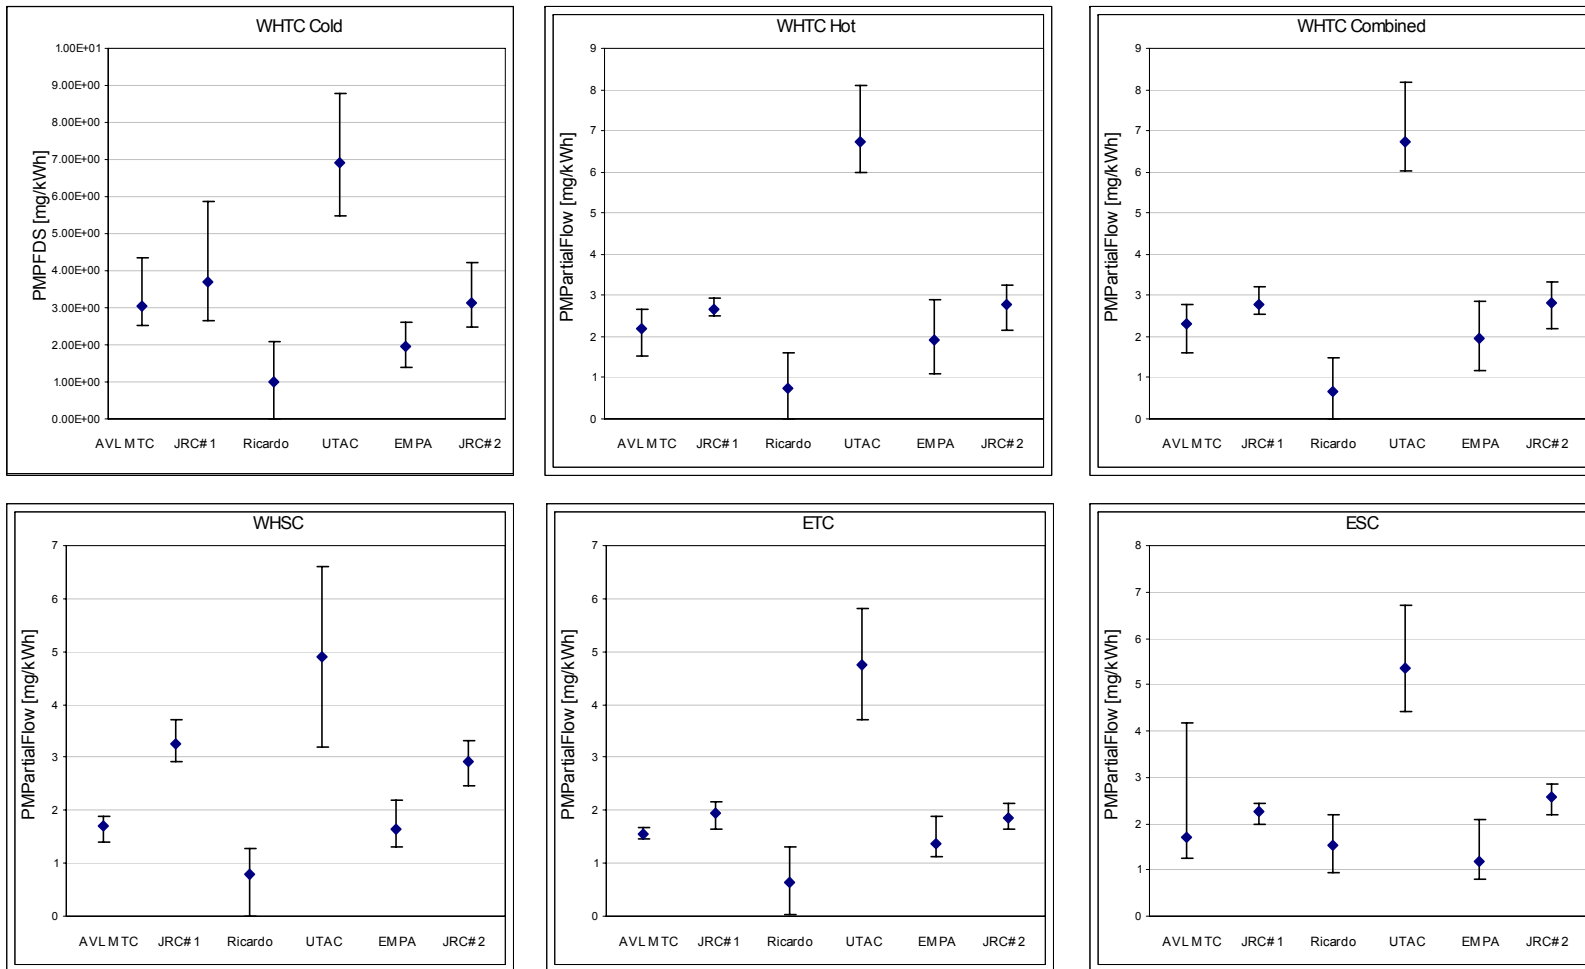 WHTC Cold
PMPFDS [mg/kWh]
1.00E+01
9.00E+00
8.00E+00
7.00E+00
6.00E+00
5.00E+00
4.00E+00
3.00E+00
2.00E+00
1.00E+00
0.00E+00
AVL MTC JRC#1 Ricardo UTAC EMPA JRC#2
WHTC Hot
PMPartialFlow [mg/kWh]
9
8
7
6
5
4
3
2
1
0
AVL MTC JRC#1 Ricardo UTAC EMPA JRC#2
WHTC Combined
PMPartialFlow [mg/kWh]
9
8
7
6
5
4
3
2
1
0
AVL MTC JRC#1 Ricardo UTAC EMPA JRC#2
WHSC
PMPartialFlow [mg/kWh]
7
6
5
4
3
2
1
0
AVL MTC JRC#1 Ricardo UTAC EMPA JRC#2
ETC
PMPartialFlow [mg/kWh]
7
6
5
4
3
2
1
0
AVL MTC JRC#1 Ricardo UTAC EMPA JRC#2
ESC
PMPartialFlow [mg/kWh]
8
7
6
5
4
3
2
1
0
AVL MTC JRC#1 Ricardo UTAC EMPA JRC#2